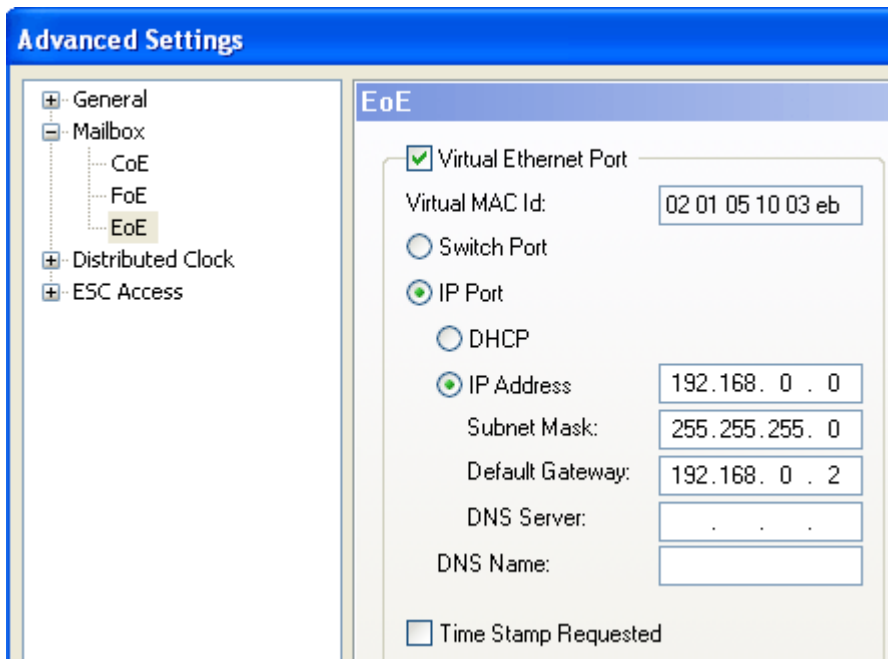 Advanced Settings
General
Mailbox
CoE
FoE
EoE
Distributed Clock
ESC Access
EoE
Virtual Ethernet Port
Virtual MAC Id: 02 01 05 10 03 eb
Switch Port
IP Port
DHCP
IP Address 192.168. 0 . 0
Subnet Mask: 255.255.255. 0
Default Gateway: 192.168. 0 . 2
DNS Server: . . .
DNS Name:
Time Stamp Requested